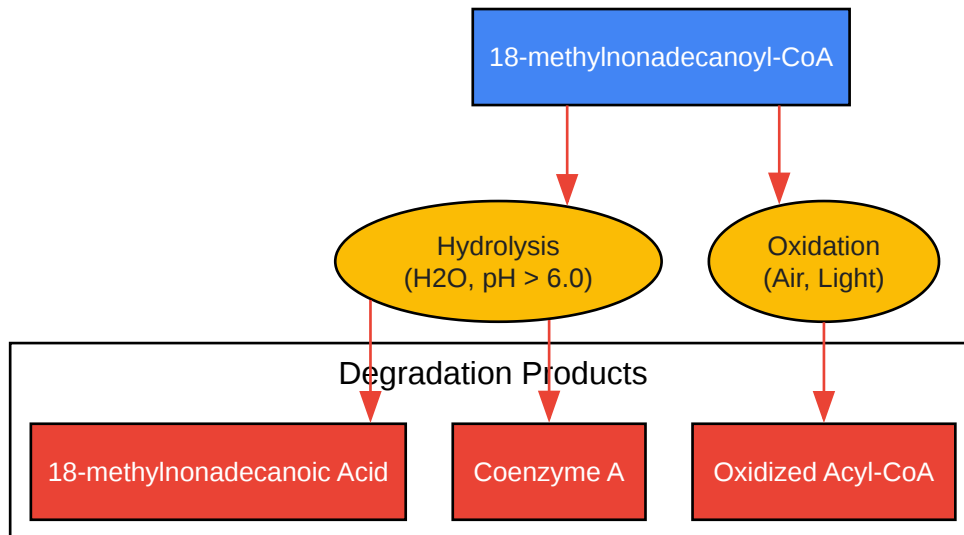 18-methylnonadecanoyl-CoA
Hydrolysis
(H2O, pH > 6.0)
Oxidation
(Air, Light)
Degradation Products
18-methylnonadecanoic Acid
Coenzyme A
Oxidized Acyl-CoA